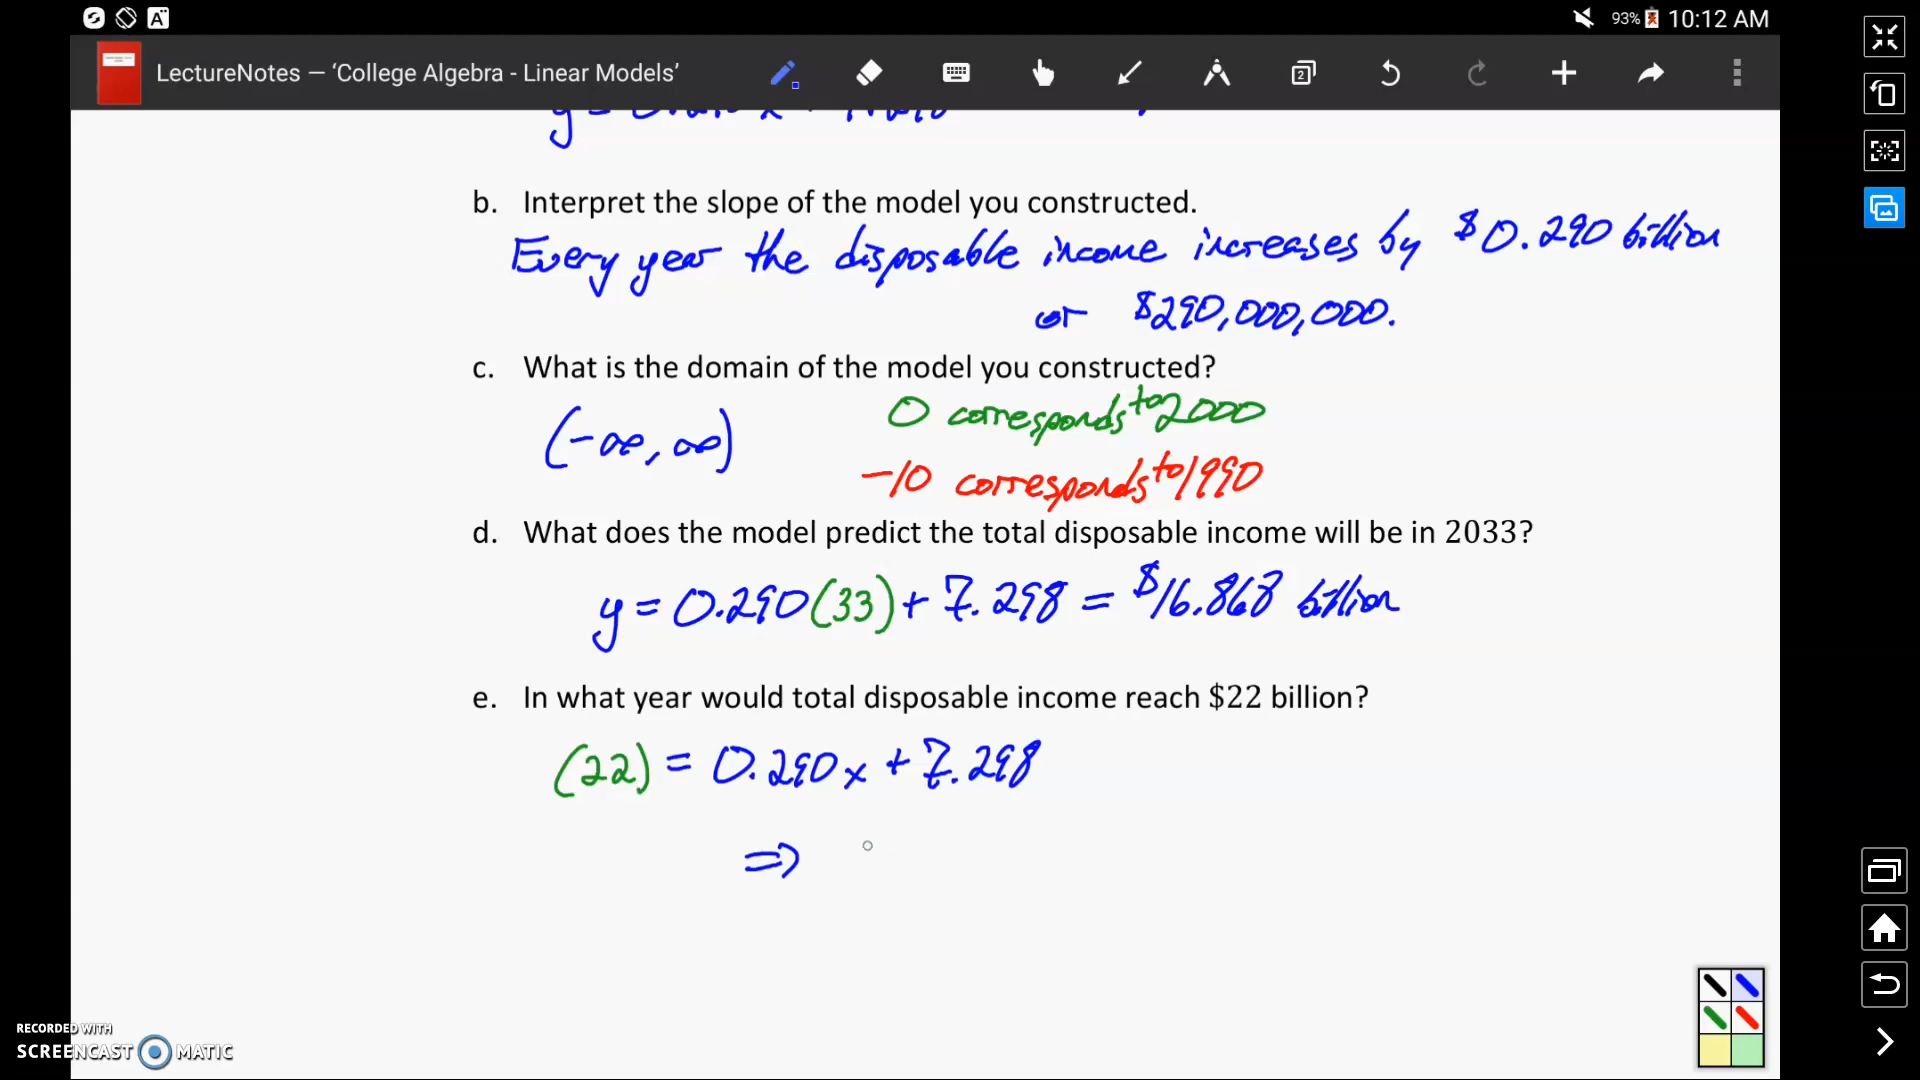 93% 10:12 AM
LectureNotes — ‘College Algebra - Linear Models’
b. Interpret the slope of the model you constructed.
Every year the disposable income increases by $0.290 billion
or $290,000,000.
c. What is the domain of the model you constructed?
(-∞, ∞)
0 corresponds to 2000
-10 corresponds to 1990
d. What does the model predict the total disposable income will be in 2033?
y = 0.290(33) + 7.298 = $16.868 billion
e. In what year would total disposable income reach $22 billion?
(22) = 0.290x + 7.298
⇒
RECORDED WITH
SCREENCAST MATIC